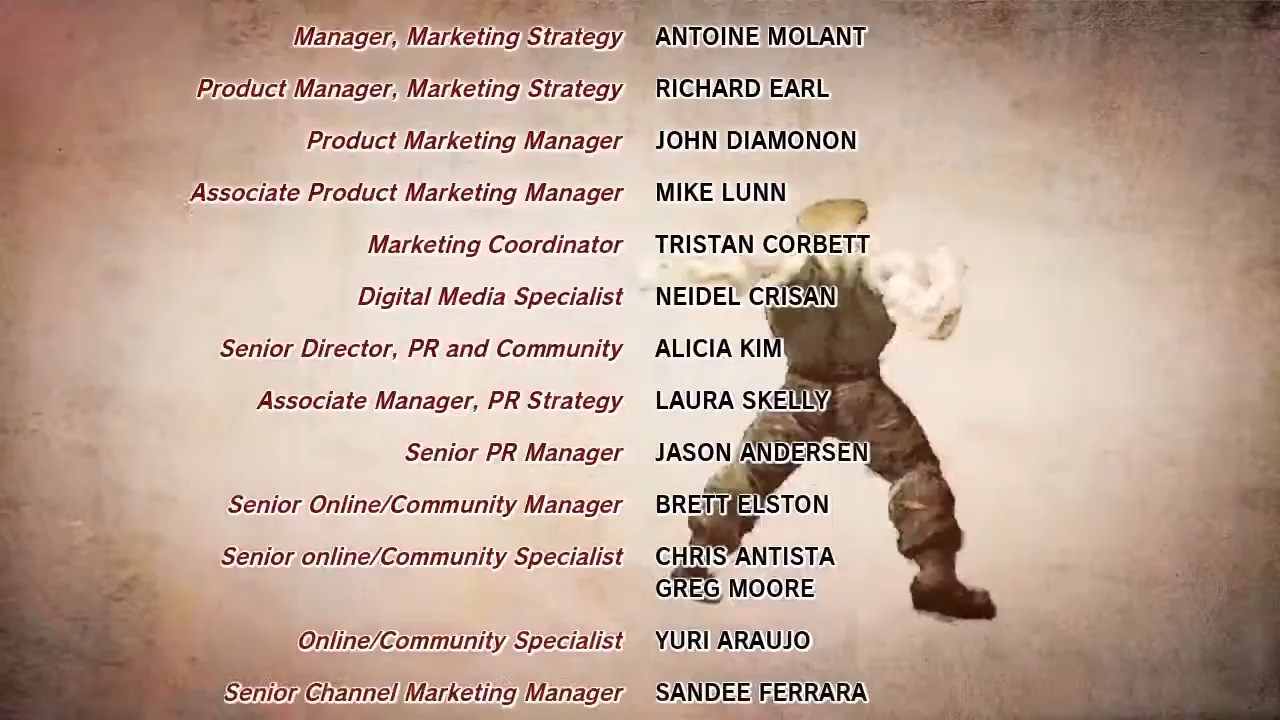 Manager, Marketing Strategy ANTOINE MOLANT
Product Manager, Marketing Strategy RICHARD EARL
Product Marketing Manager JOHN DIAMONON
Associate Product Marketing Manager MIKE LUNN
Marketing Coordinator TRISTAN CORBETT
Digital Media Specialist NEIDEL CRISAN
Senior Director, PR and Community ALICIA KIM
Associate Manager, PR Strategy LAURA SKELLY
Senior PR Manager JASON ANDERSEN
Senior Online/Community Manager BRETT ELSTON
Senior online/Community Specialist CHRIS ANTISTA
GREG MOORE
Online/Community Specialist YURI ARAUJO
Senior Channel Marketing Manager SANDEE FERRARA